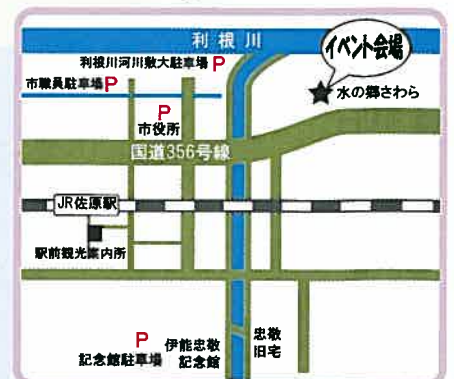 利根川
イベント会場
利根川河川敷大駐車場 P
市職員駐車場 P
水の郷さわら
P
市役所
国道356号線
JR佐原駅
駅前観光案内所
P
記念館駐車場
伊能忠敬
記念館
忠敬
旧宅